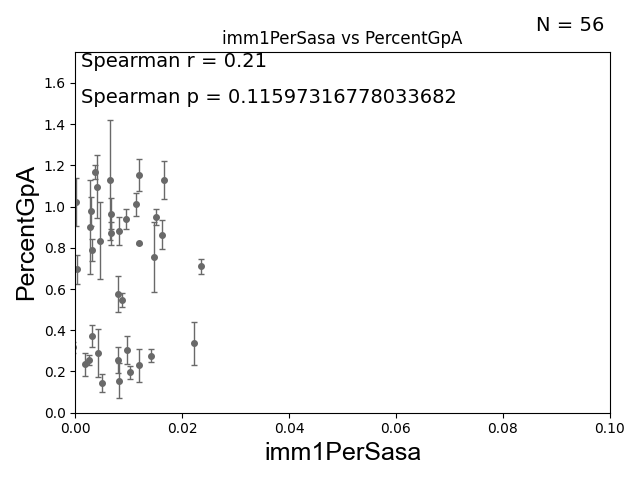 N = 56
imm1PerSasa vs PercentGpA
Spearman r = 0.21
Spearman p = 0.11597316778033682
PercentGpA
1.6
1.4
1.2
1.0
0.8
0.6
0.4
0.2
0.0
0.00 0.02 0.04 0.06 0.08 0.10
imm1PerSasa